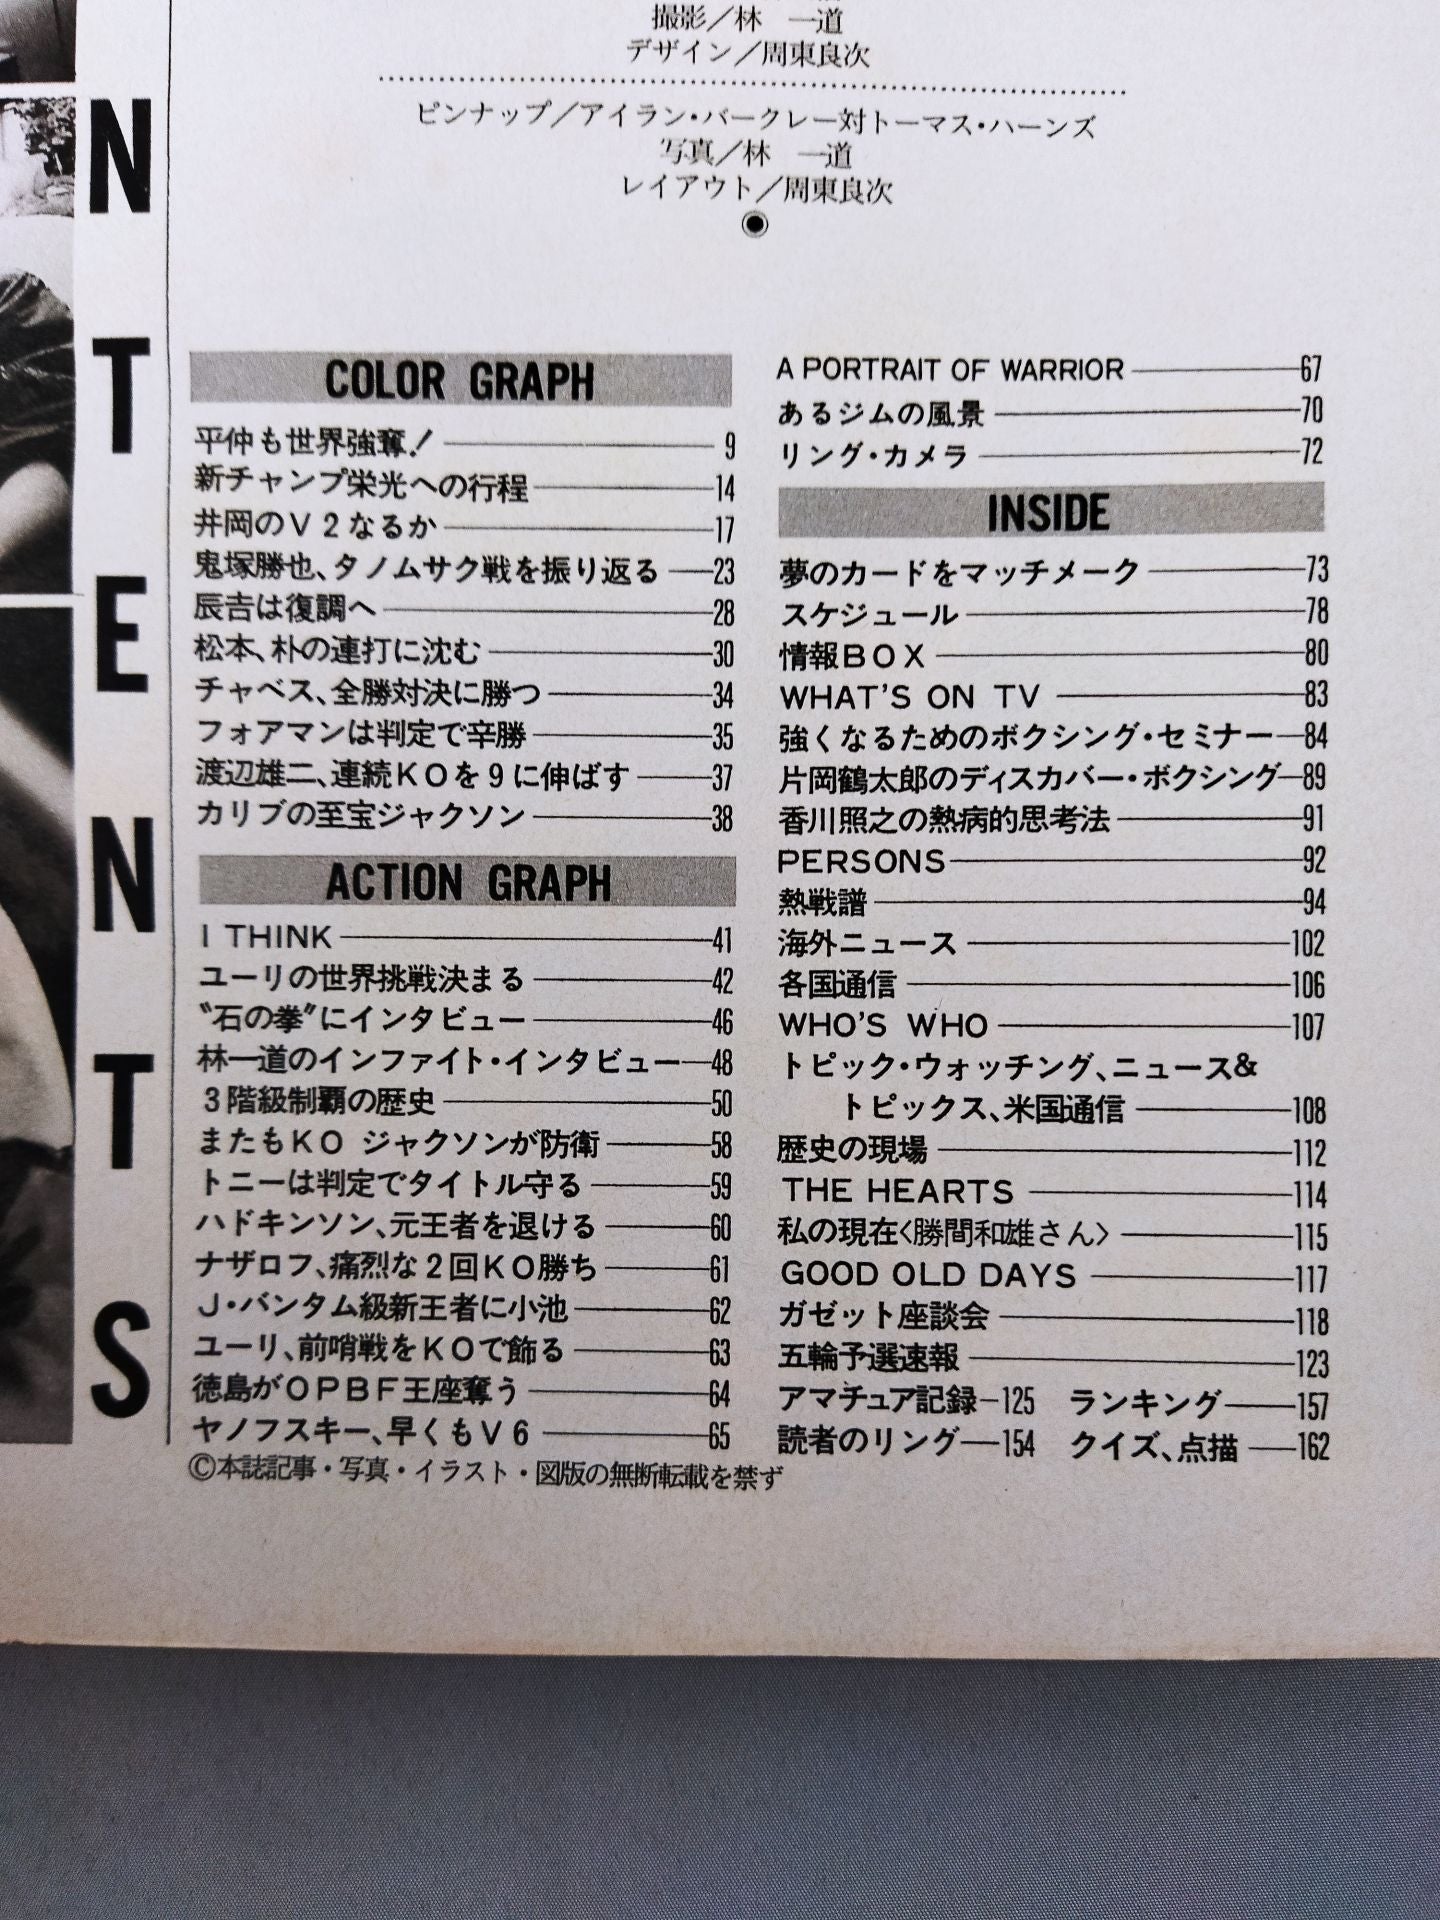 撮影／林　一道
デザイン／周東良次
ピンナップ／アイラン・バークレー対トーマス・ハーンズ
写真／林　一道
レイアウト／周東良次
NTENTS
COLOR GRAPH
平仲も世界強奪！ 9
新チャンプ栄光への行程 14
井岡のＶ２なるか 17
鬼塚勝也、タノムサク戦を振り返る 23
辰吉は復調へ 28
松本、朴の連打に沈む 30
チャベス、全勝対決に勝つ 34
フォアマンは判定で辛勝 35
渡辺雄二、連続ＫＯを９に伸ばす 37
カリブの至宝ジャクソン 38
ACTION GRAPH
I THINK 41
ユーリの世界挑戦決まる 42
〝石の拳〟にインタビュー 46
林一道のインファイト・インタビュー 48
３階級制覇の歴史 50
またもＫＯ ジャクソンが防衛 58
トニーは判定でタイトル守る 59
ハドキンソン、元王者を退ける 60
ナザロフ、痛烈な２回ＫＯ勝ち 61
Ｊ・バンタム級新王者に小池 62
ユーリ、前哨戦をＫＯで飾る 63
徳島がＯＰＢＦ王座奪う 64
ヤノフスキー、早くもＶ６ 65
©本誌記事・写真・イラスト・図版の無断転載を禁ず
A PORTRAIT OF WARRIOR 67
あるジムの風景 70
リング・カメラ 72
INSIDE
夢のカードをマッチメーク 73
スケジュール 78
情報ＢＯＸ 80
WHAT'S ON TV 83
強くなるためのボクシング・セミナー 84
片岡鶴太郎のディスカバー・ボクシング 89
香川照之の熱病的思考法 91
PERSONS 92
熱戦譜 94
海外ニュース 102
各国通信 106
WHO'S WHO 107
トピック・ウォッチング、ニュース＆
トピックス、米国通信 108
歴史の現場 112
THE HEARTS 114
私の現在〈勝間和雄さん〉 115
GOOD OLD DAYS 117
ガゼット座談会 118
五輪予選速報 123
アマチュア記録 125 ランキング 157
読者のリング 154 クイズ、点描 162